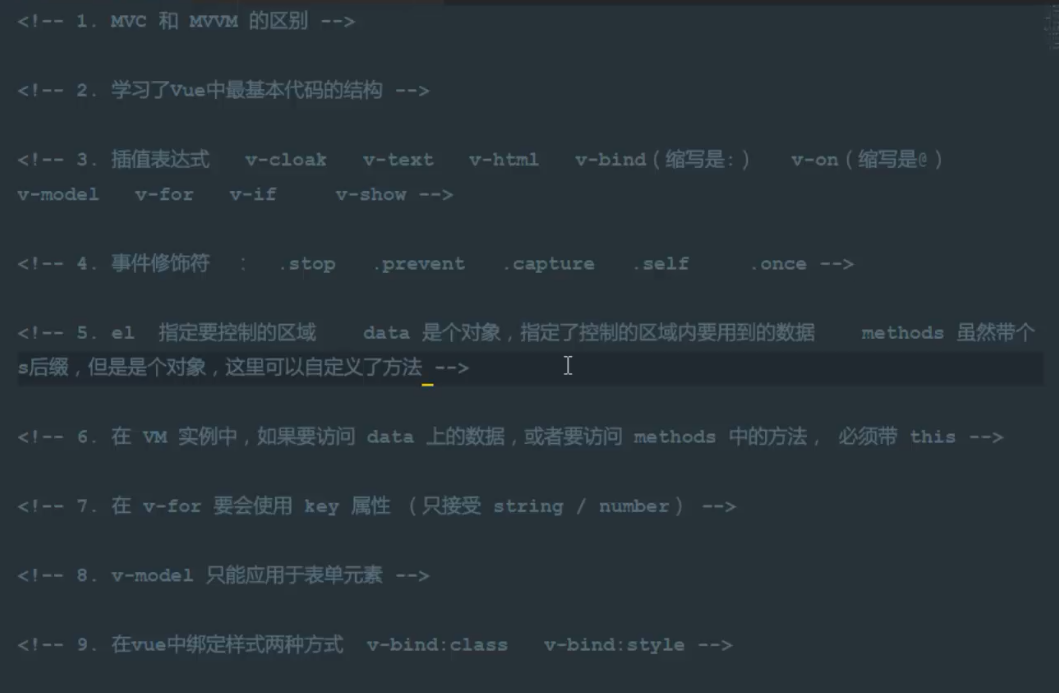 <!-- 1. MVC 和 MVVM 的区别 -->
<!-- 2. 学习了Vue中最基本代码的结构 -->
<!-- 3. 插值表达式 v-cloak v-text v-html v-bind（缩写是:） v-on（缩写是@）
v-model v-for v-if v-show -->
<!-- 4. 事件修饰符 : .stop .prevent .capture .self .once -->
<!-- 5. el 指定要控制的区域 data 是个对象，指定了控制的区域内要用到的数据 methods 虽然带个
s后缀，但是是个对象，这里可以自定义了方法 -->
<!-- 6. 在 VM 实例中，如果要访问 data 上的数据，或者要访问 methods 中的方法， 必须带 this -->
<!-- 7. 在 v-for 要会使用 key 属性 （只接受 string / number） -->
<!-- 8. v-model 只能应用于表单元素 -->
<!-- 9. 在vue中绑定样式两种方式 v-bind:class v-bind:style -->